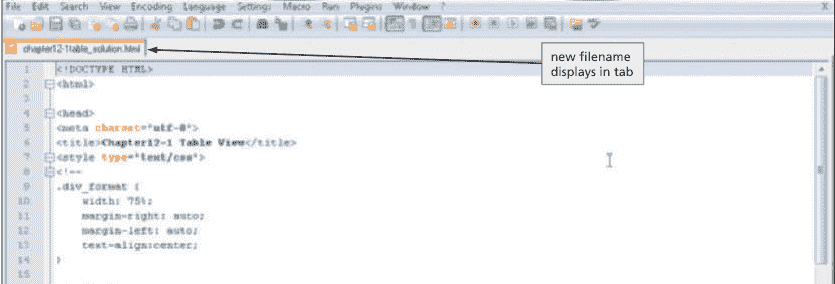 File Edit Search View Encoding Language Settings Macro Run Plugins Window ? X
chapter12-1table_solution.html
new filename
displays in tab
1 <!DOCTYPE HTML>
2 <html>
3
4 <head>
5 <meta charset="utf-8">
6 <title>Chapter12-1 Table View</title>
7 <style type="text/css">
8 <!--
9 .div_format {
10 width: 75%;
11 margin-right: auto;
12 margin-left: auto;
13 text-align:center;
14 }
15